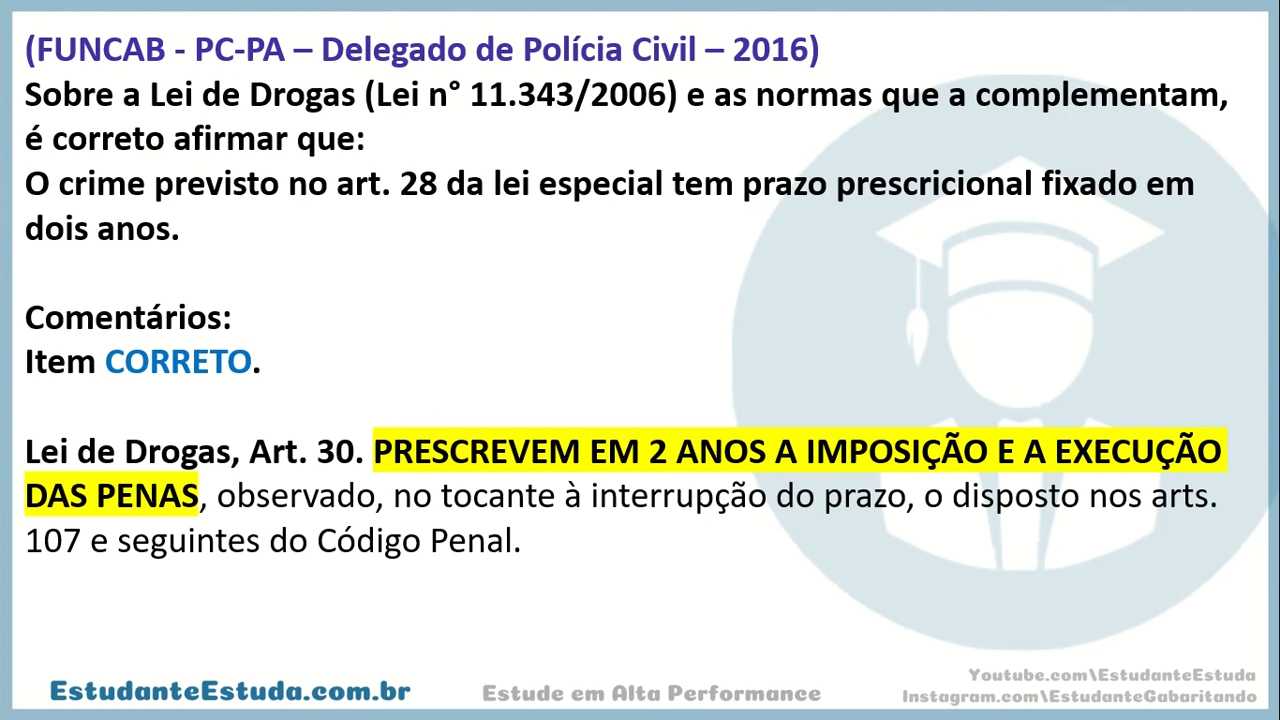 (FUNCAB - PC-PA – Delegado de Polícia Civil – 2016)
Sobre a Lei de Drogas (Lei n° 11.343/2006) e as normas que a complementam,
é correto afirmar que:
O crime previsto no art. 28 da lei especial tem prazo prescricional fixado em
dois anos.
Comentários:
Item CORRETO.
Lei de Drogas, Art. 30. PRESCREVEM EM 2 ANOS A IMPOSIÇÃO E A EXECUÇÃO
DAS PENAS, observado, no tocante à interrupção do prazo, o disposto nos arts.
107 e seguintes do Código Penal.
EstudanteEstuda.com.br
Estude em Alta Performance
Youtube.com\EstudanteEstuda
Instagram.com\EstudanteGabaritando